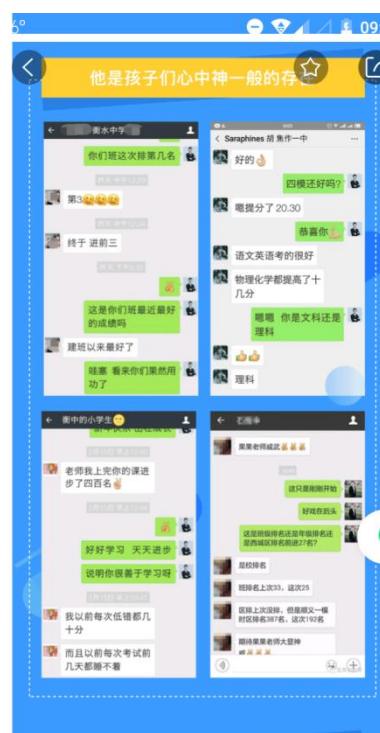 6°
09
他是孩子们心中神一般的存在
衡水中学
你们班这次排第几名
第3
终于 进前三
这是你们班最近最好
的成绩吗
建班以来最好了
哇塞 看来你们果然用
功了
Saraphines 胡 焦作一中
好的👌
四模还好吗?
嗯提分了 20.30
恭喜你
语文英语考的很好
物理化学都提高了十
几分
嗯嗯 你是文科还是
理科
理科
衡中的小学生
老师我上完你的课进
步了四百名
好好学习 天天进步
说明你很善于学习呀
我以前每次低错都几
十分
而且以前每次考试前
几天都睡不着
果果老师威武
这只是刚刚开始
好戏在后头
这是班级排名还是年级排名还
是西城区排名前进27名?
是校排名
班排名上次33，这次25
区排上次没排，但是顺义一模
时区排名387名，这次192名
期待果果老师大显神